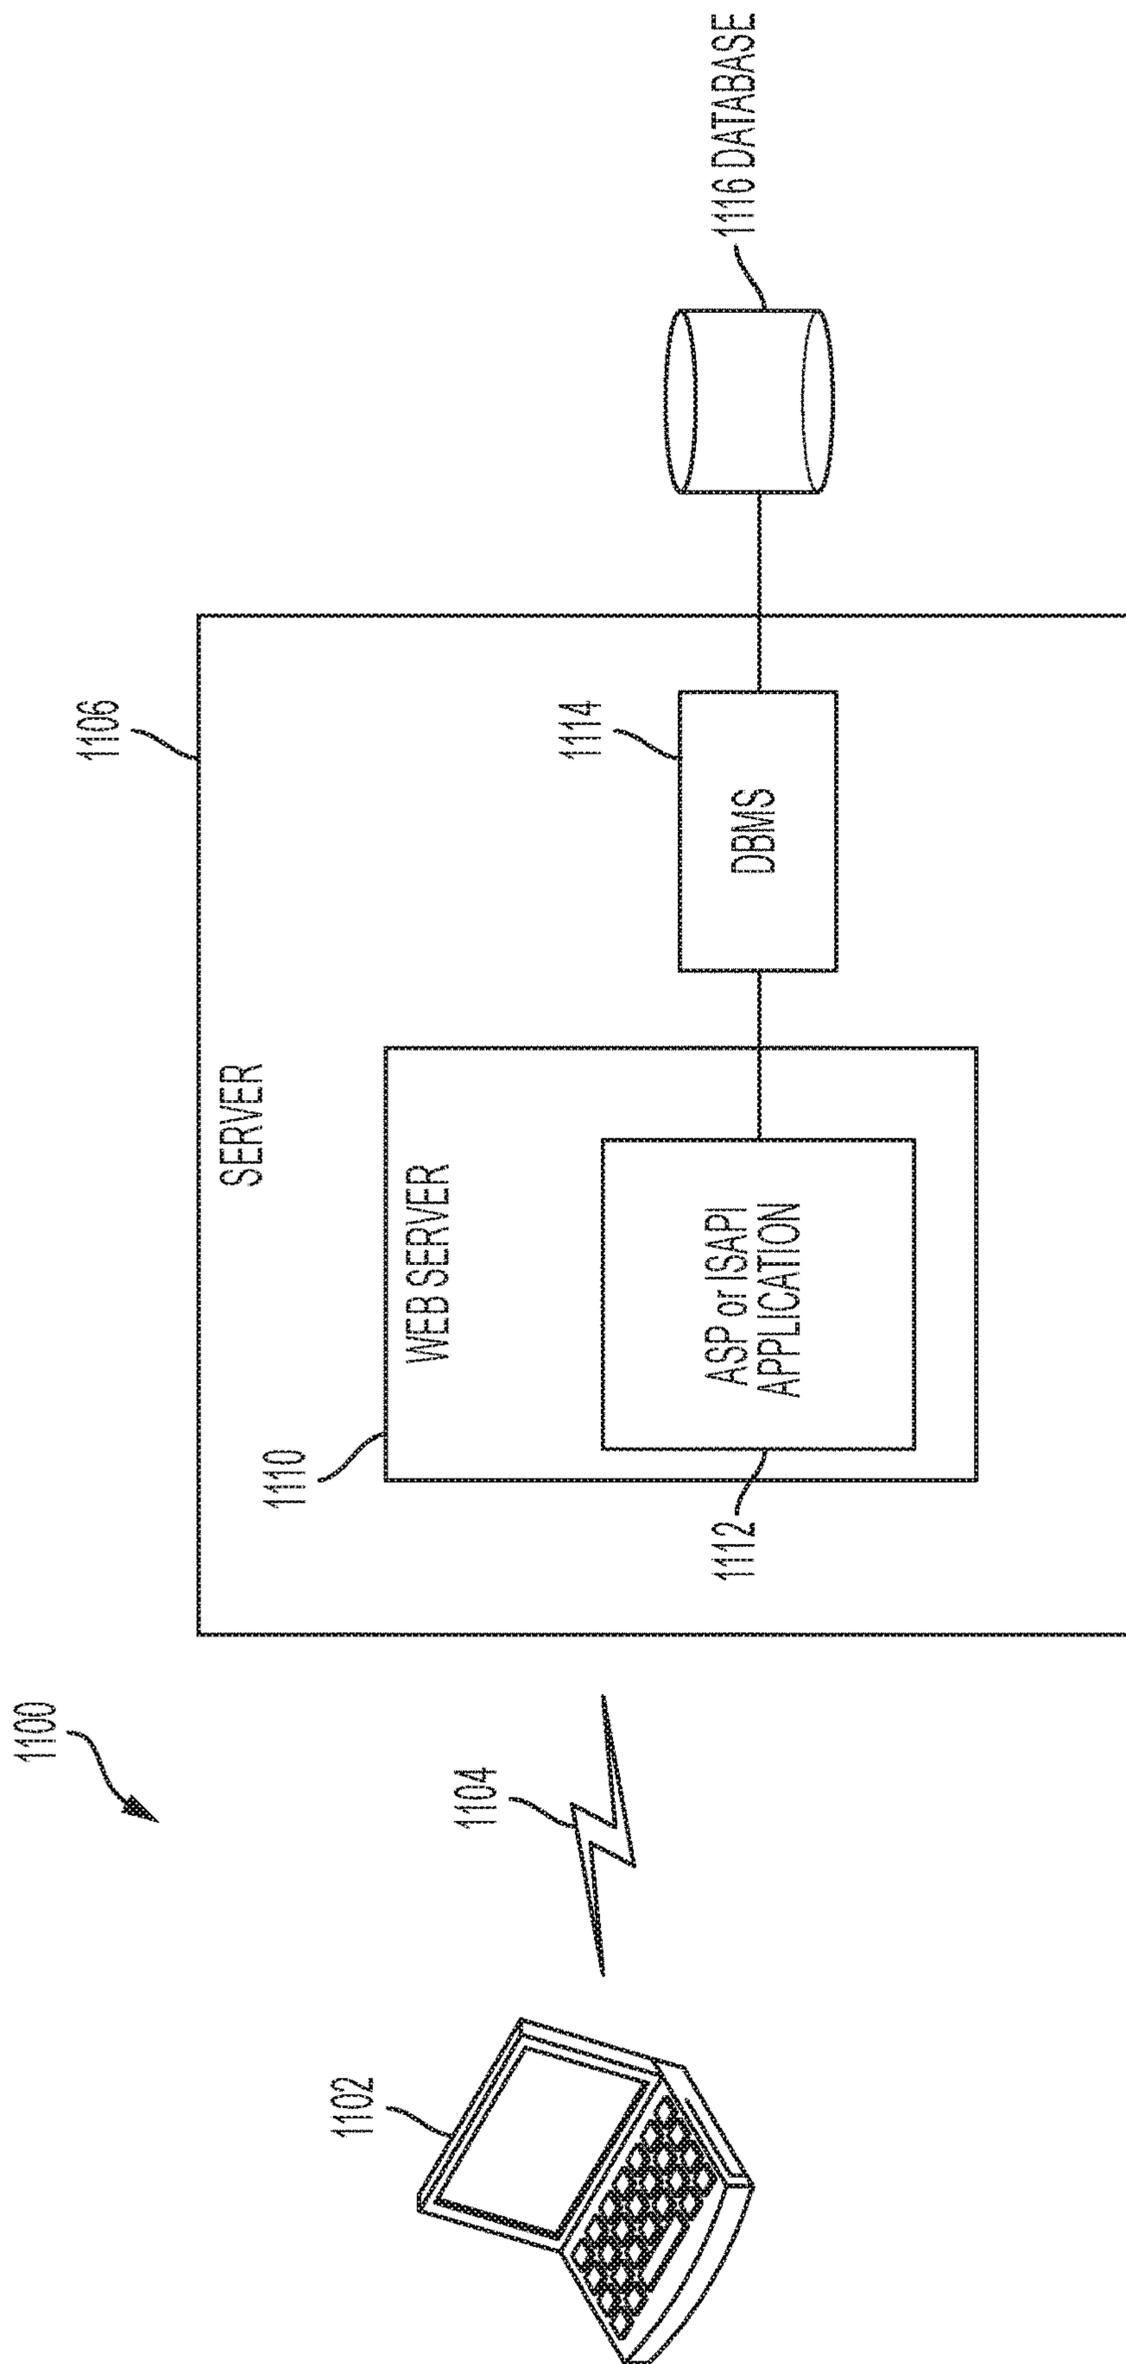 1100
1102
1104
1106
SERVER
1110
WEB SERVER
ASP or ISAPI
APPLICATION
1112
1114
DBMS
1116 DATABASE